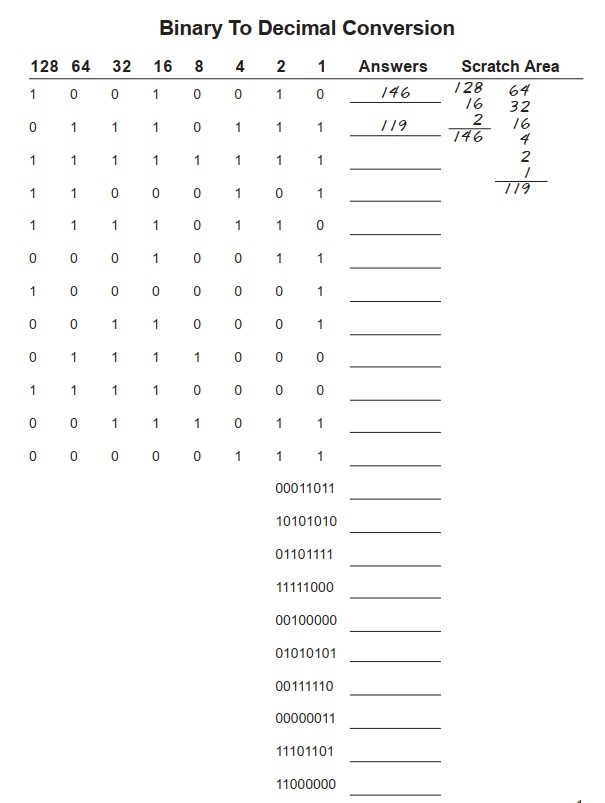 Binary To Decimal Conversion
128 64 32 16 8 4 2 1 Answers Scratch Area
1 0 0 1 0 0 1 0 146 128 64
16 32
0 1 1 1 0 1 1 1 119 2 16
146 4
1 1 1 1 1 1 1 1 2
1
1 1 0 0 0 1 0 1 119
1 1 1 1 0 1 1 0
0 0 0 1 0 0 1 1
1 0 0 0 0 0 0 1
0 0 1 1 0 0 0 1
0 1 1 1 1 0 0 0
1 1 1 1 0 0 0 0
0 0 1 1 1 0 1 1
0 0 0 0 0 1 1 1
00011011
10101010
01101111
11111000
00100000
01010101
00111110
00000011
11101101
11000000